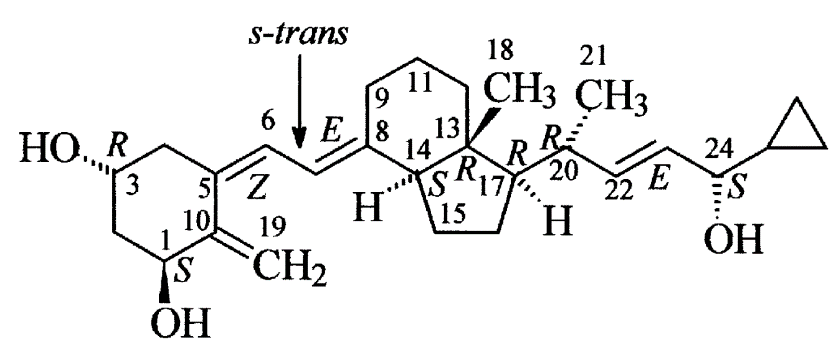 s-trans
18
21
CH3
CH3
11
9
6
E
8
13
HO
R
R
R
24
14
3
5
Z
H
S
R
17
20
22
E
S
10
19
15
H
OH
1
S
CH2
OH